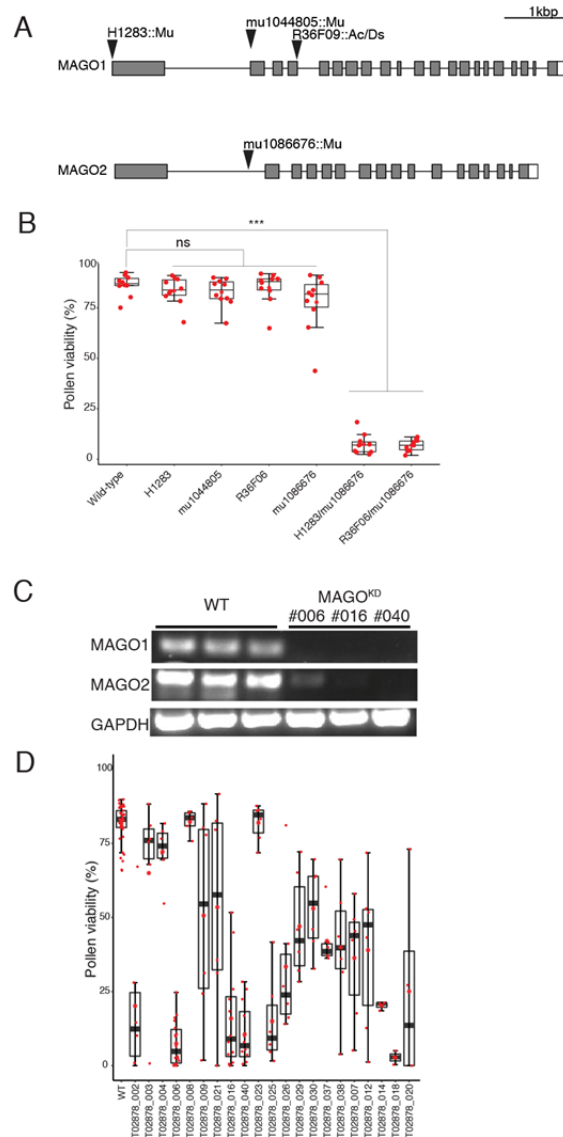 A
1kbp
H1283::Mu
mu1044805::Mu
R36F09::Ac/Ds
MAGO1
mu1086676::Mu
MAGO2
B
***
ns
Pollen viability (%)
100
75
50
25
0
Wild-type
H1283
mu1044805
R36F06
mu1086676
H1283/mu1086676
R36F06/mu1086676
C
WT
MAGOKD
#006 #016 #040
MAGO1
MAGO2
GAPDH
D
Pollen viability (%)
100
75
50
25
0
WT
T02878_002
T02878_003
T02878_004
T02878_006
T02878_008
T02878_009
T02878_021
T02878_016
T02878_040
T02878_023
T02878_025
T02878_026
T02878_029
T02878_030
T02878_037
T02878_038
T02878_007
T02878_012
T02878_014
T02878_018
T02878_020